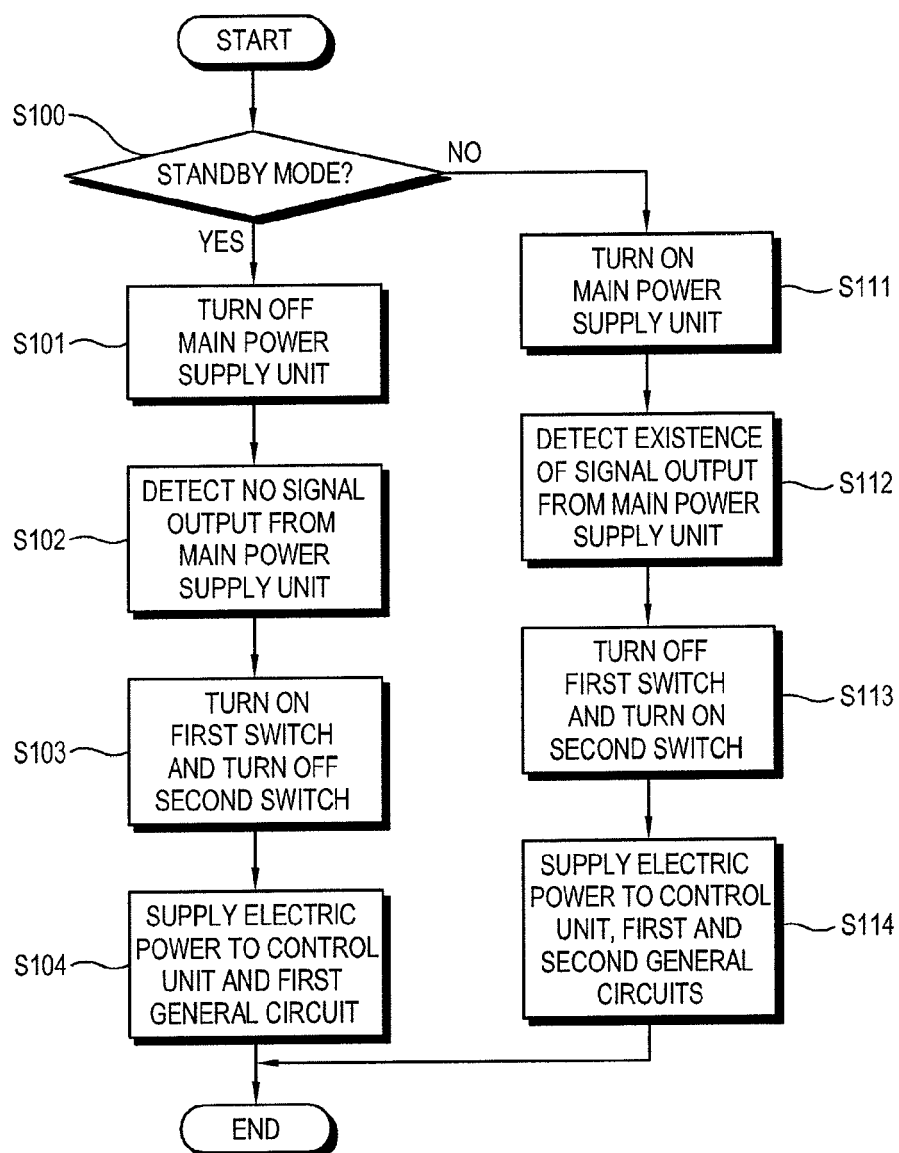 START
S100
STANDBY MODE?
NO
YES
S101
TURN OFF
MAIN POWER
SUPPLY UNIT
S102
DETECT NO SIGNAL
OUTPUT FROM
MAIN POWER
SUPPLY UNIT
S103
TURN ON
FIRST SWITCH
AND TURN OFF
SECOND SWITCH
S104
SUPPLY ELECTRIC
POWER TO CONTROL
UNIT AND FIRST
GENERAL CIRCUIT
TURN ON
MAIN POWER
SUPPLY UNIT
S111
DETECT EXISTENCE
OF SIGNAL OUTPUT
FROM MAIN POWER
SUPPLY UNIT
S112
TURN OFF
FIRST SWITCH
AND TURN ON
SECOND SWITCH
S113
SUPPLY ELECTRIC
POWER TO CONTROL
UNIT, FIRST AND
SECOND GENERAL
CIRCUITS
S114
END